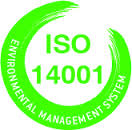 ISO
14001
ENVIRONMENTAL MANAGEMENT SYSTEM